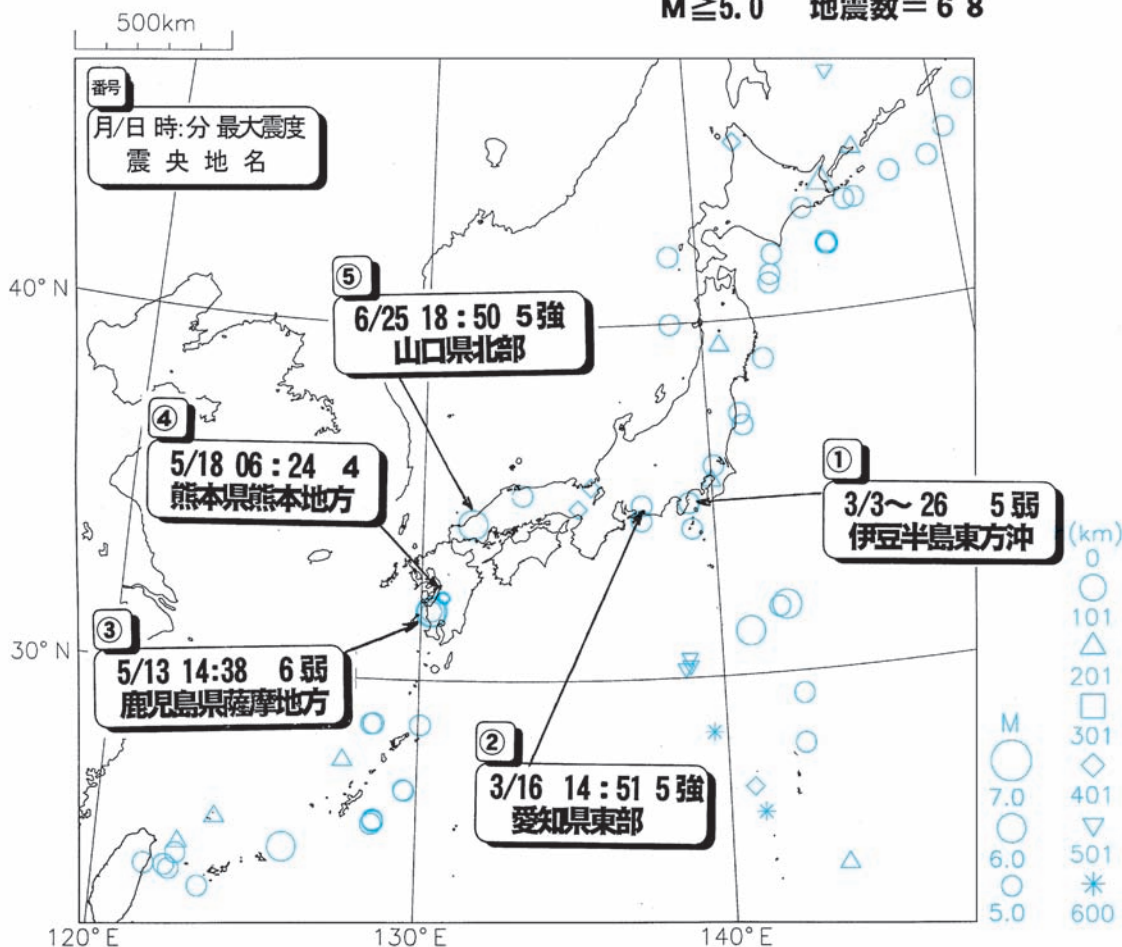 M≧5.0 地震数＝68
500km
番号
月/日 時:分 最大震度
震央地名
40°N
30°N
120°E
130°E
140°E
⑤
6/25 18:50 5強
山口県北部
④
5/18 06:24 4
熊本県熊本地方
③
5/13 14:38 6弱
鹿児島県薩摩地方
②
3/16 14:51 5強
愛知県東部
①
3/3～26 5弱
伊豆半島東方沖
M
7.0
6.0
5.0
(km)
0
101
201
301
401
501
600